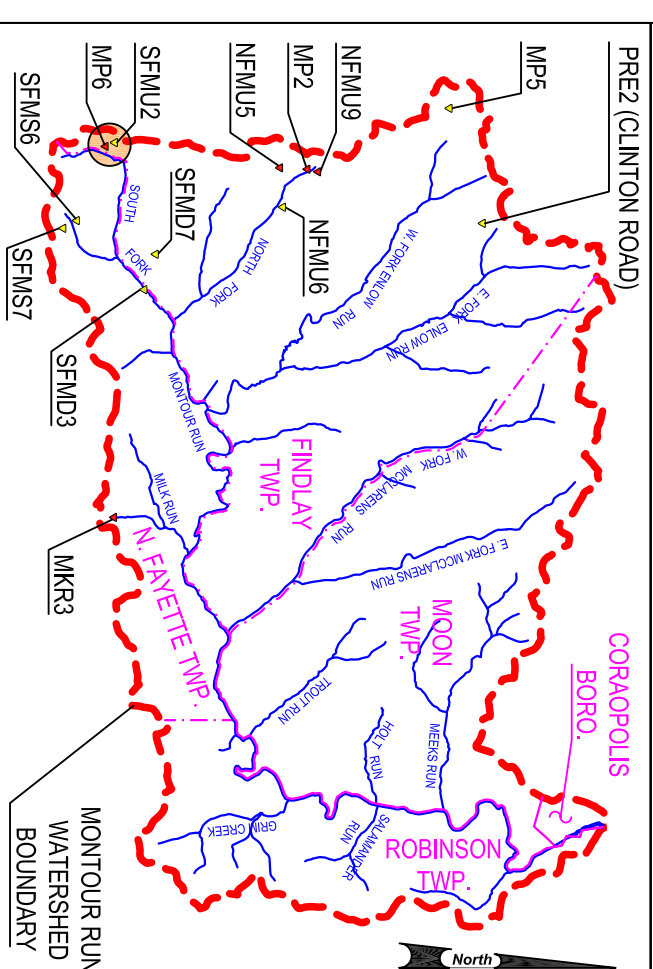 PRE2 (CLINTON ROAD)
MP5
NFMU9
MP2
NFMU5
SFMU2
MP6
SFMS6
SFMS7
SFMD7
SFMD3
NFMU6
MKR3
SOUTH
FORK
NORTH
FORK
W. FORK ENLOW
RUN
E. FORK
ENLOW RUN
MONTOUR RUN
MILK RUN
FINDLAY
TWP.
W. FORK MCCLARENS
RUN
E. FORK MCCLARENS RUN
N. FAYETTE TWP.
MOON
TWP.
CORAOPOLIS
BORO.
MEEKS RUN
HOLT RUN
TROUT RUN
SALAMANDER
RUN
GRIM CREEK
ROBINSON
TWP.
MONTOUR RUN
WATERSHED
BOUNDARY
North